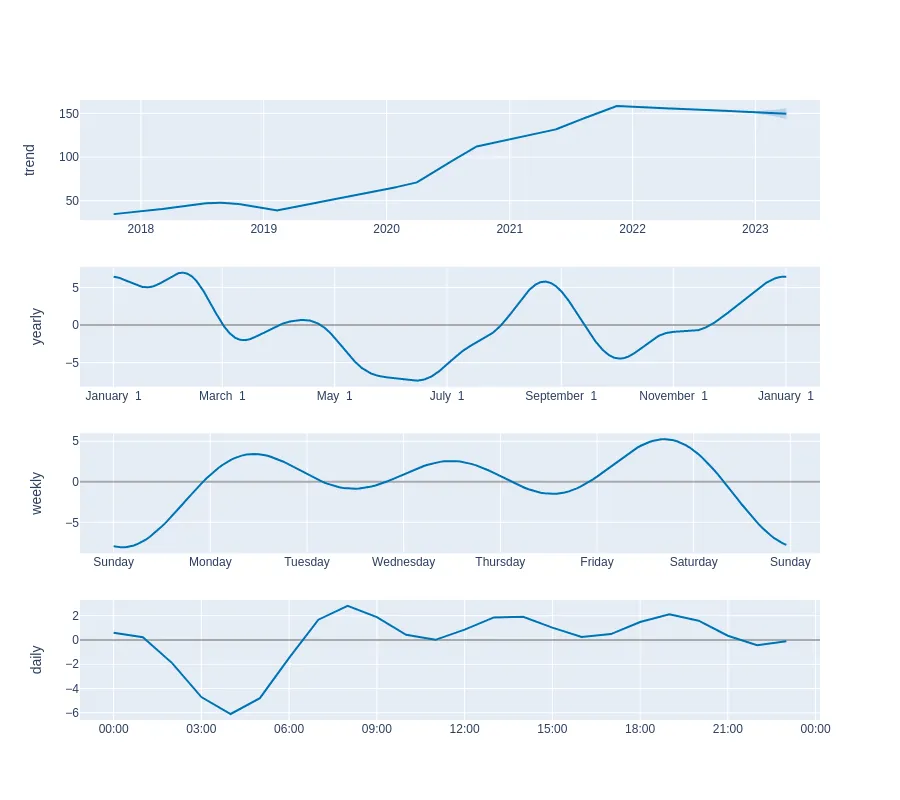 trend
150
100
50
2018 2019 2020 2021 2022 2023
yearly
5
0
−5
January 1 March 1 May 1 July 1 September 1 November 1 January 1
weekly
5
0
−5
Sunday Monday Tuesday Wednesday Thursday Friday Saturday Sunday
daily
2
0
−2
−4
−6
00:00 03:00 06:00 09:00 12:00 15:00 18:00 21:00 00:00